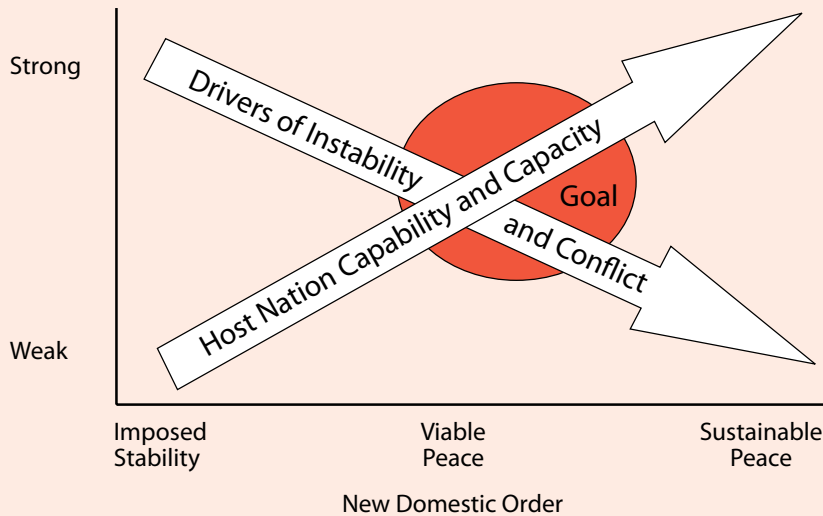 Strong
Drivers of Instability
and Conflict
Host Nation Capability and Capacity
Goal
Weak
Imposed
Stability
Viable
Peace
Sustainable
Peace
New Domestic Order